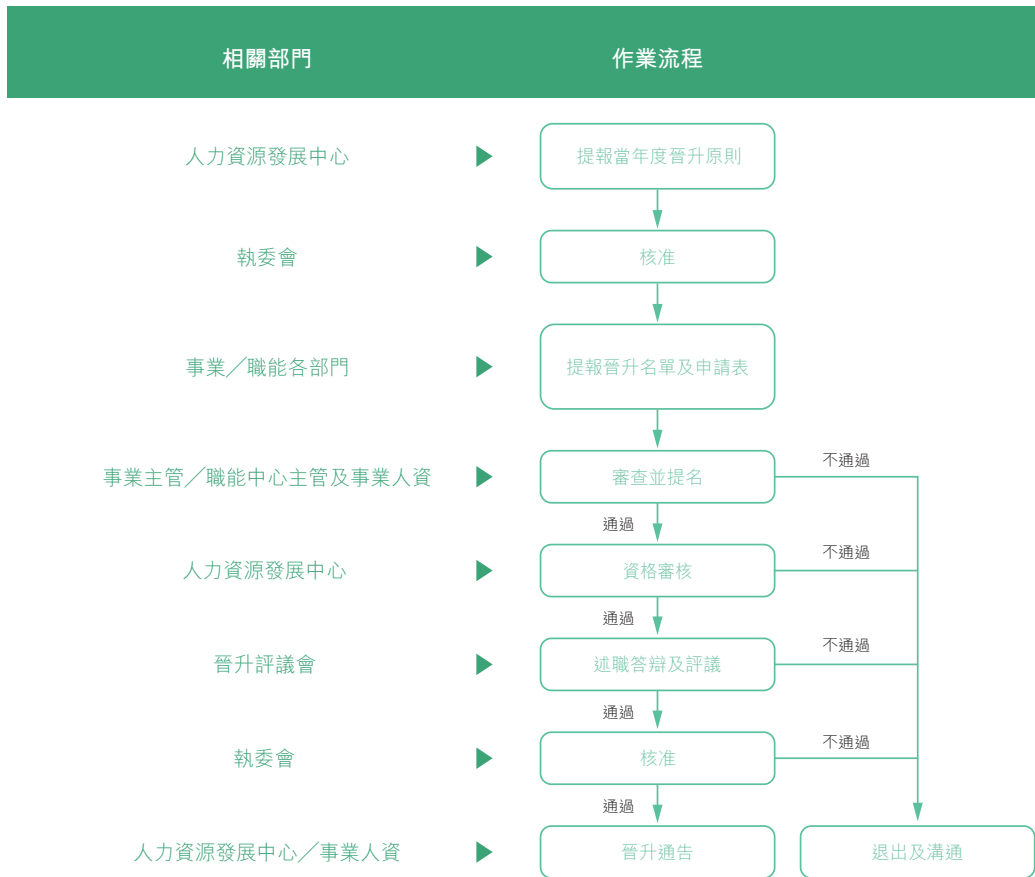 相關部門
作業流程
人力資源發展中心
提報當年度晉升原則
執委會
核准
事業／職能各部門
提報晉升名單及申請表
事業主管／職能中心主管及事業人資
審查並提名
不通過
通過
人力資源發展中心
資格審核
不通過
通過
晉升評議會
述職答辯及評議
不通過
通過
執委會
核准
不通過
通過
人力資源發展中心／事業人資
晉升通告
退出及溝通